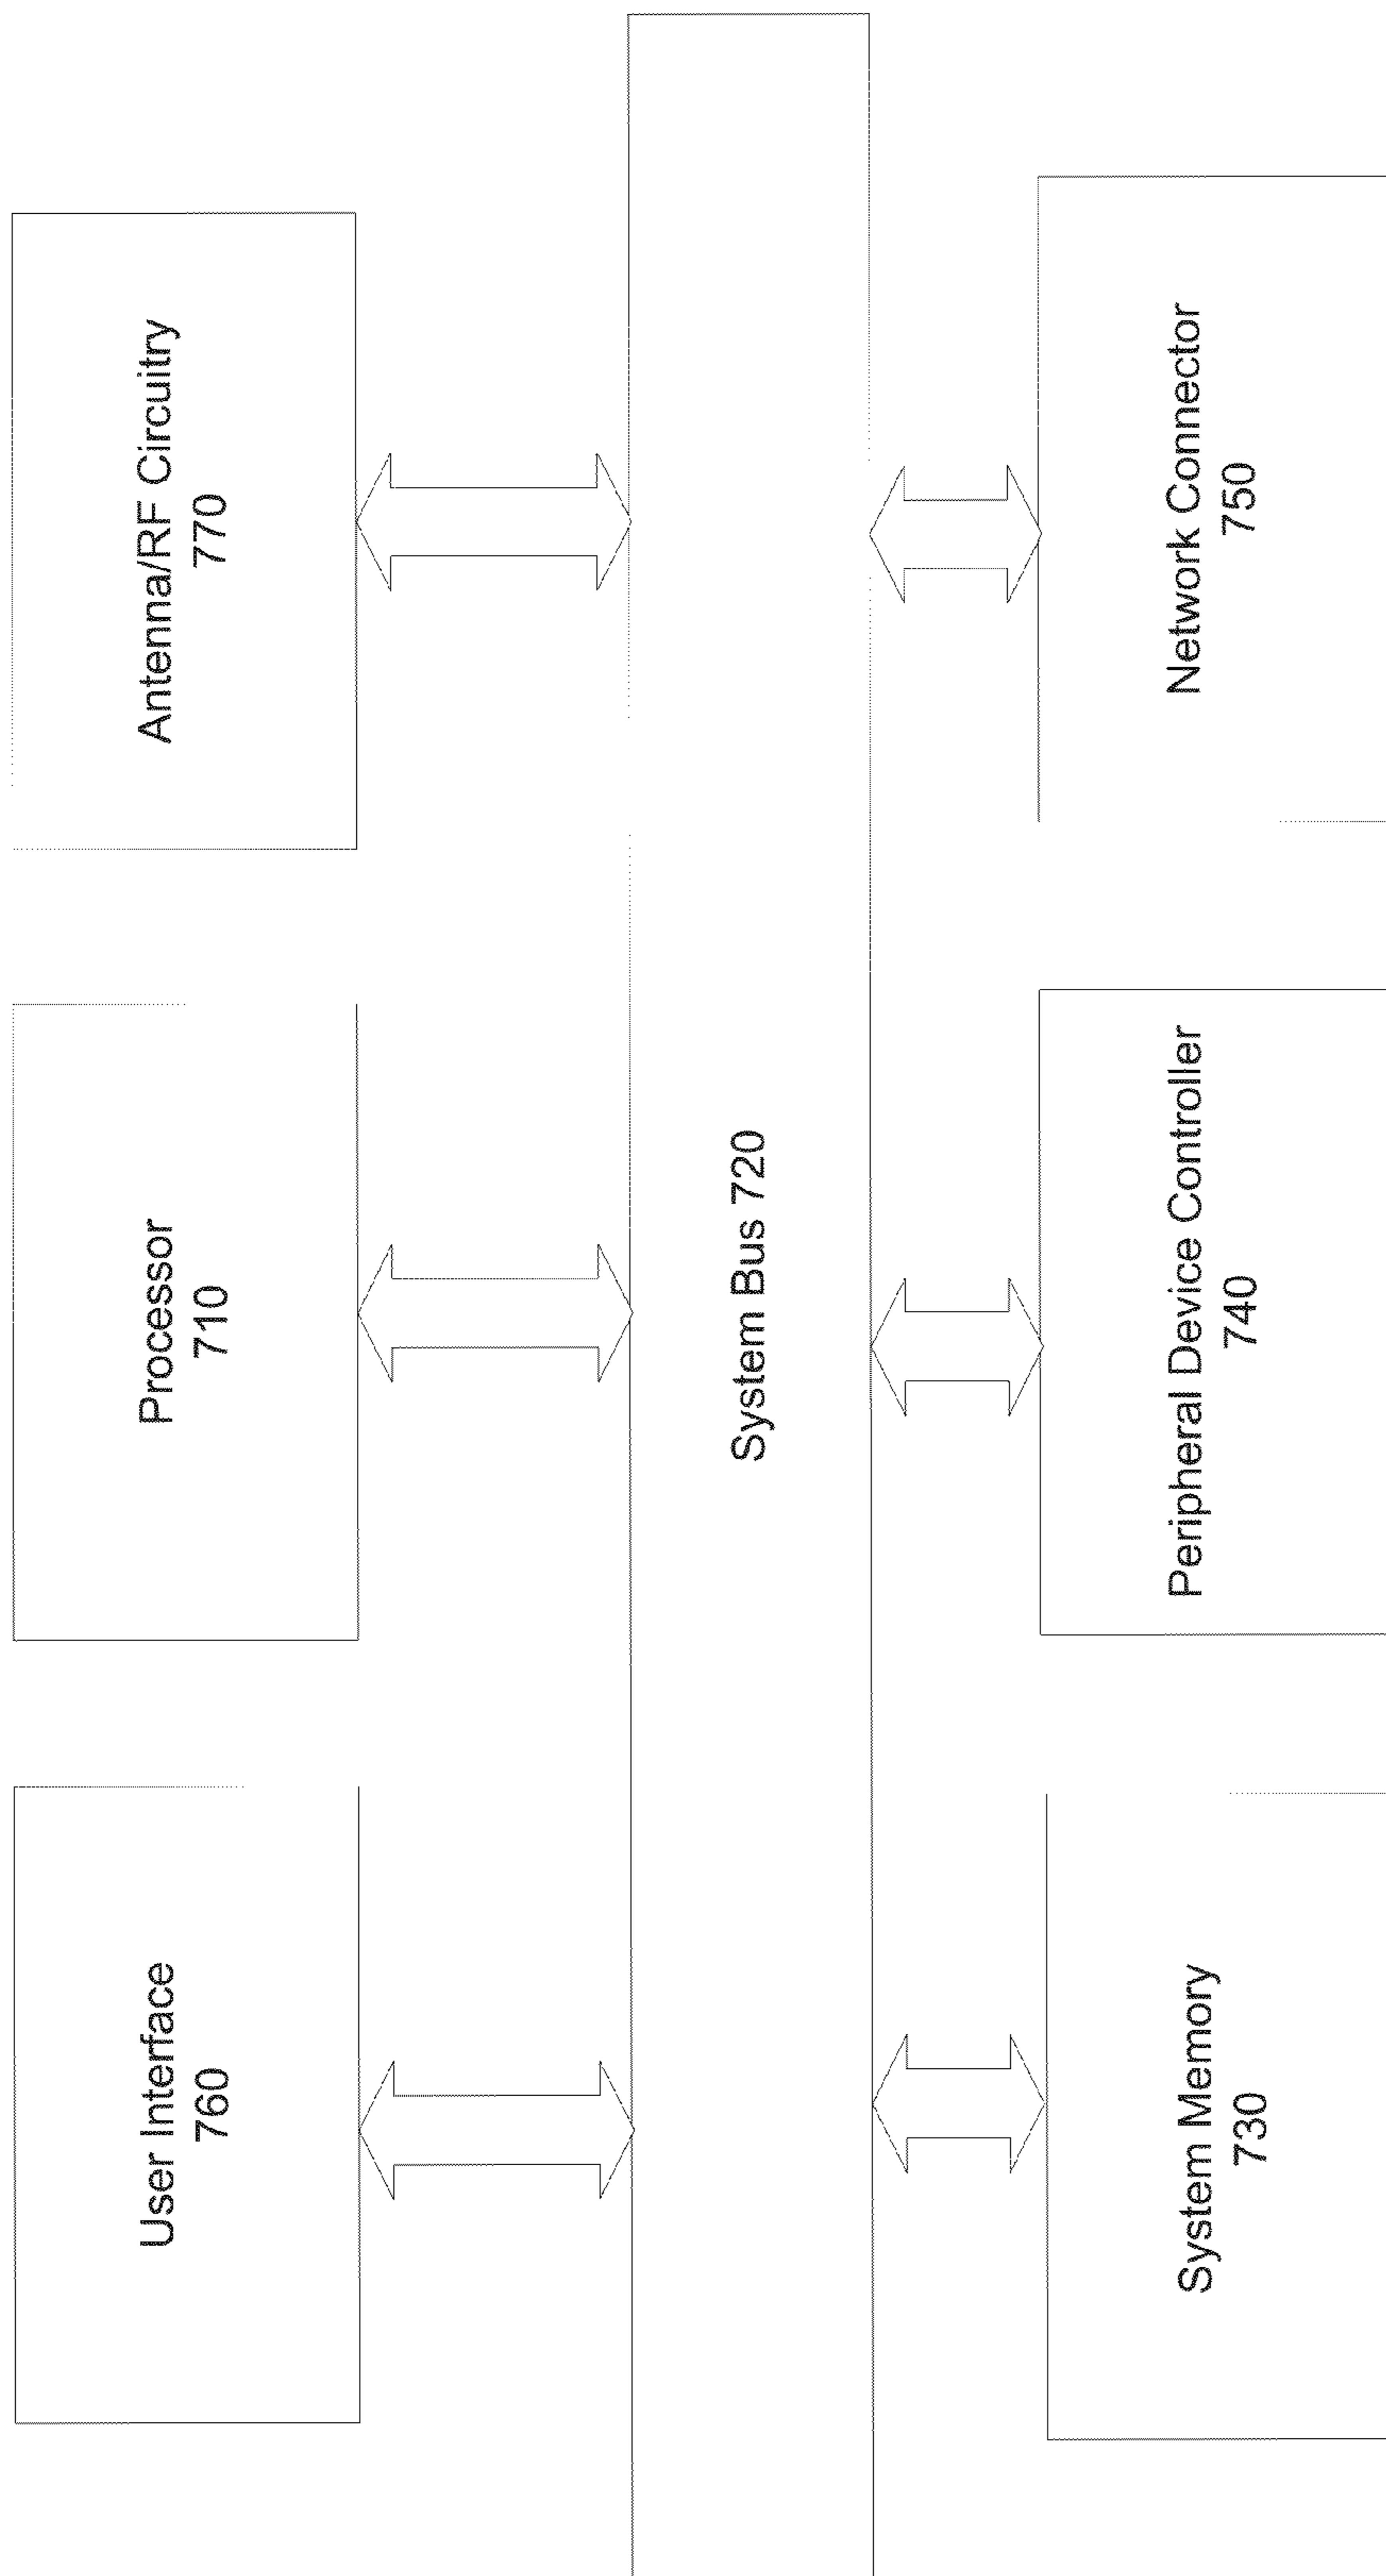 User Interface
760
Processor
710
Antenna/RF Circuitry
770
System Bus 720
System Memory
730
Peripheral Device Controller
740
Network Connector
750